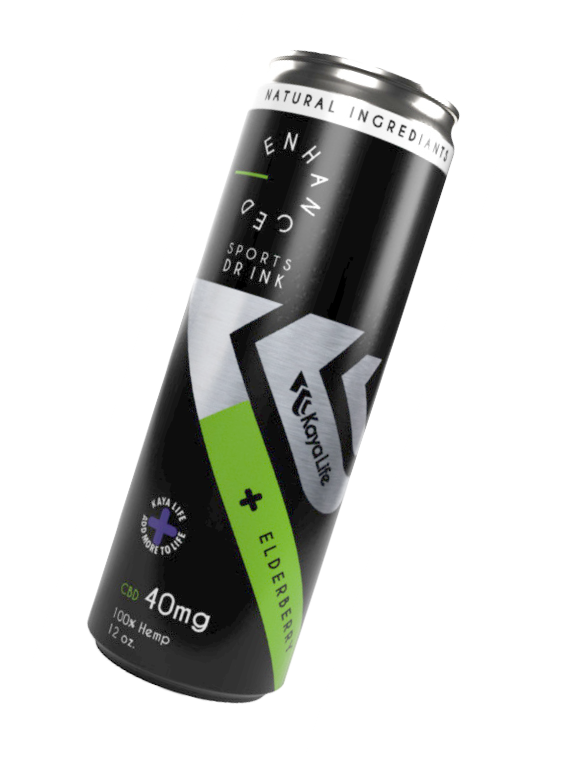 NATURAL INGREDIANTS
ENHANCED
SPORTS
DRINK
KayaLife
+ ELDERBERRY
KAYA LIFE
ADD MORE TO LIFE
CBD 40mg
100% Hemp
12 oz.